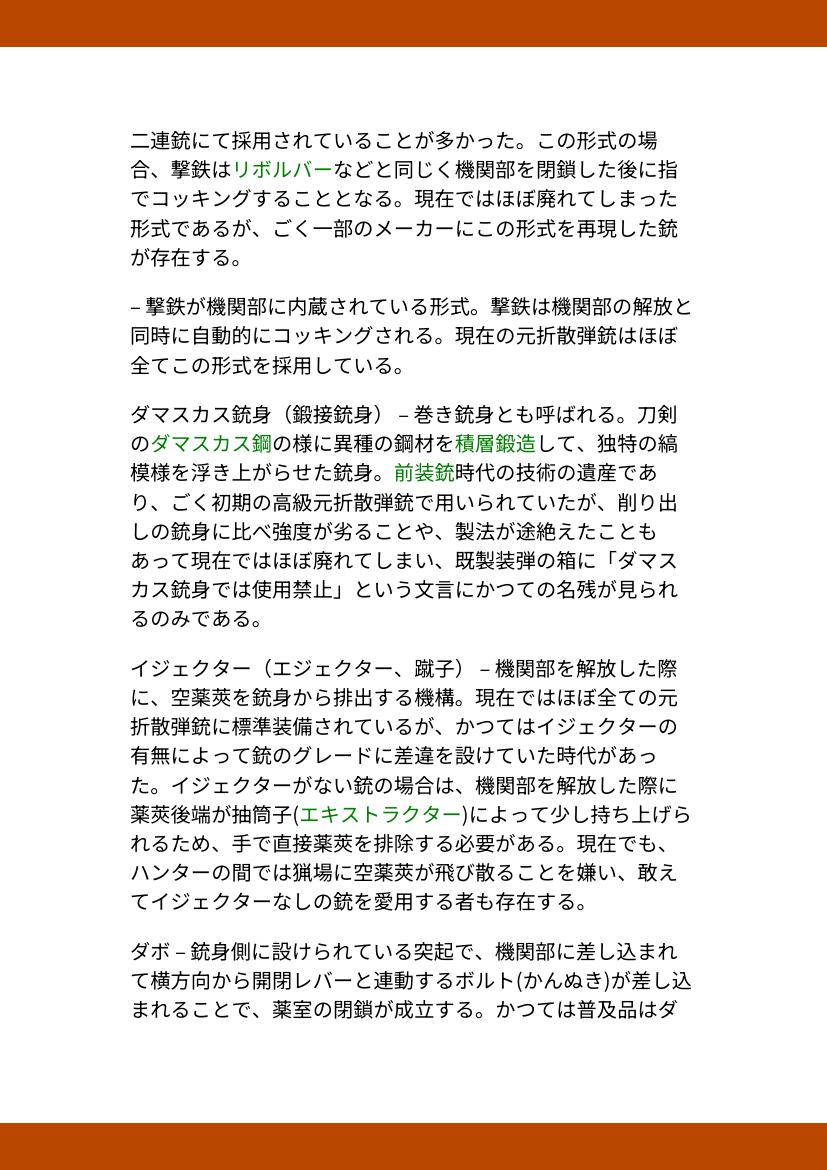 二連銃にて採用されていることが多かった。この形式の場
合、撃鉄はリボルバーなどと同じく機関部を閉鎖した後に指
でコッキングすることとなる。現在ではほぼ廃れてしまった
形式であるが、ごく一部のメーカーにこの形式を再現した銃
が存在する。
– 撃鉄が機関部に内蔵されている形式。撃鉄は機関部の解放と
同時に自動的にコッキングされる。現在の元折散弾銃はほぼ
全てこの形式を採用している。
ダマスカス銃身（鍛接銃身） – 巻き銃身とも呼ばれる。刀剣
のダマスカス鋼の様に異種の鋼材を積層鍛造して、独特の縞
模様を浮き上がらせた銃身。前装銃時代の技術の遺産であ
り、ごく初期の高級元折散弾銃で用いられていたが、削り出
しの銃身に比べ強度が劣ることや、製法が途絶えたことも
あって現在ではほぼ廃れてしまい、既製装弾の箱に「ダマス
カス銃身では使用禁止」という文言にかつての名残が見られ
るのみである。
イジェクター（エジェクター、蹴子） – 機関部を解放した際
に、空薬莢を銃身から排出する機構。現在ではほぼ全ての元
折散弾銃に標準装備されているが、かつてはイジェクターの
有無によって銃のグレードに差違を設けていた時代があっ
た。イジェクターがない銃の場合は、機関部を解放した際に
薬莢後端が抽筒子(エキストラクター)によって少し持ち上げら
れるため、手で直接薬莢を排除する必要がある。現在でも、
ハンターの間では猟場に空薬莢が飛び散ることを嫌い、敢え
てイジェクターなしの銃を愛用する者も存在する。
ダボ – 銃身側に設けられている突起で、機関部に差し込まれ
て横方向から開閉レバーと連動するボルト(かんぬき)が差し込
まれることで、薬室の閉鎖が成立する。かつては普及品はダ